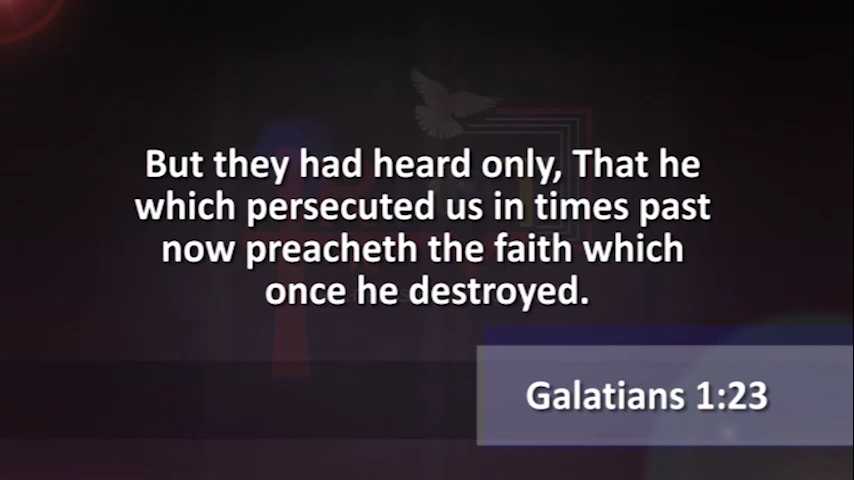 But they had heard only, That he
which persecuted us in times past
now preacheth the faith which
once he destroyed.
Galatians 1:23